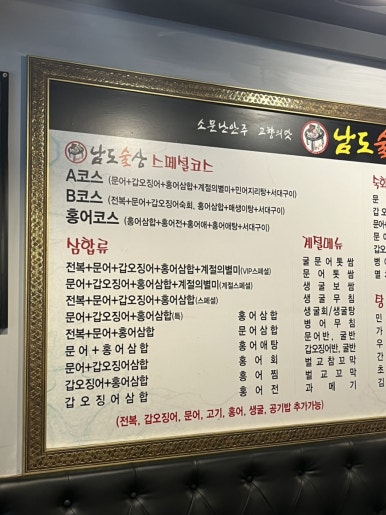 소문난안주 고향의맛
남도술
남도술상 스페셜코스
A코스 (문어+갑오징어+홍어삼합+계절의별미+민어지리탕+서대구이)
B코스 (전복+문어+갑오징어숙회, 홍어삼합+매생이탕+서대구이)
홍어코스 (홍어삼합+홍어전+홍어애+홍어애탕+서대구이)
삼합류
전복+문어+갑오징어+홍어삼합+계절의별미(VIP스페셜)
문어+갑오징어+홍어삼합+계절의별미(계절스페셜)
전복+문어+갑오징어+홍어삼합(스페셜)
문어+갑오징어+홍어삼합(특)
전복+문어+홍어삼합
문어+홍어삼합
문어+갑오징어삼합
갑오징어+홍어삼합
갑오징어삼합
홍어삼합
문어삼합
홍어애탕
홍어회
홍어찜
홍어전
계절메뉴
굴문어톳쌈
문어톳쌈
생굴보쌈
생굴무침
생굴회/생굴탕
병어무침
문어반, 굴반
갑오징어반, 굴반
벌교참꼬막
벌교꼬막
과메기
숙회
문
갑
문
병
멸
민
가
우
간
초
김
(전복, 갑오징어, 문어, 고기, 홍어, 생굴, 공기밥 추가가능)